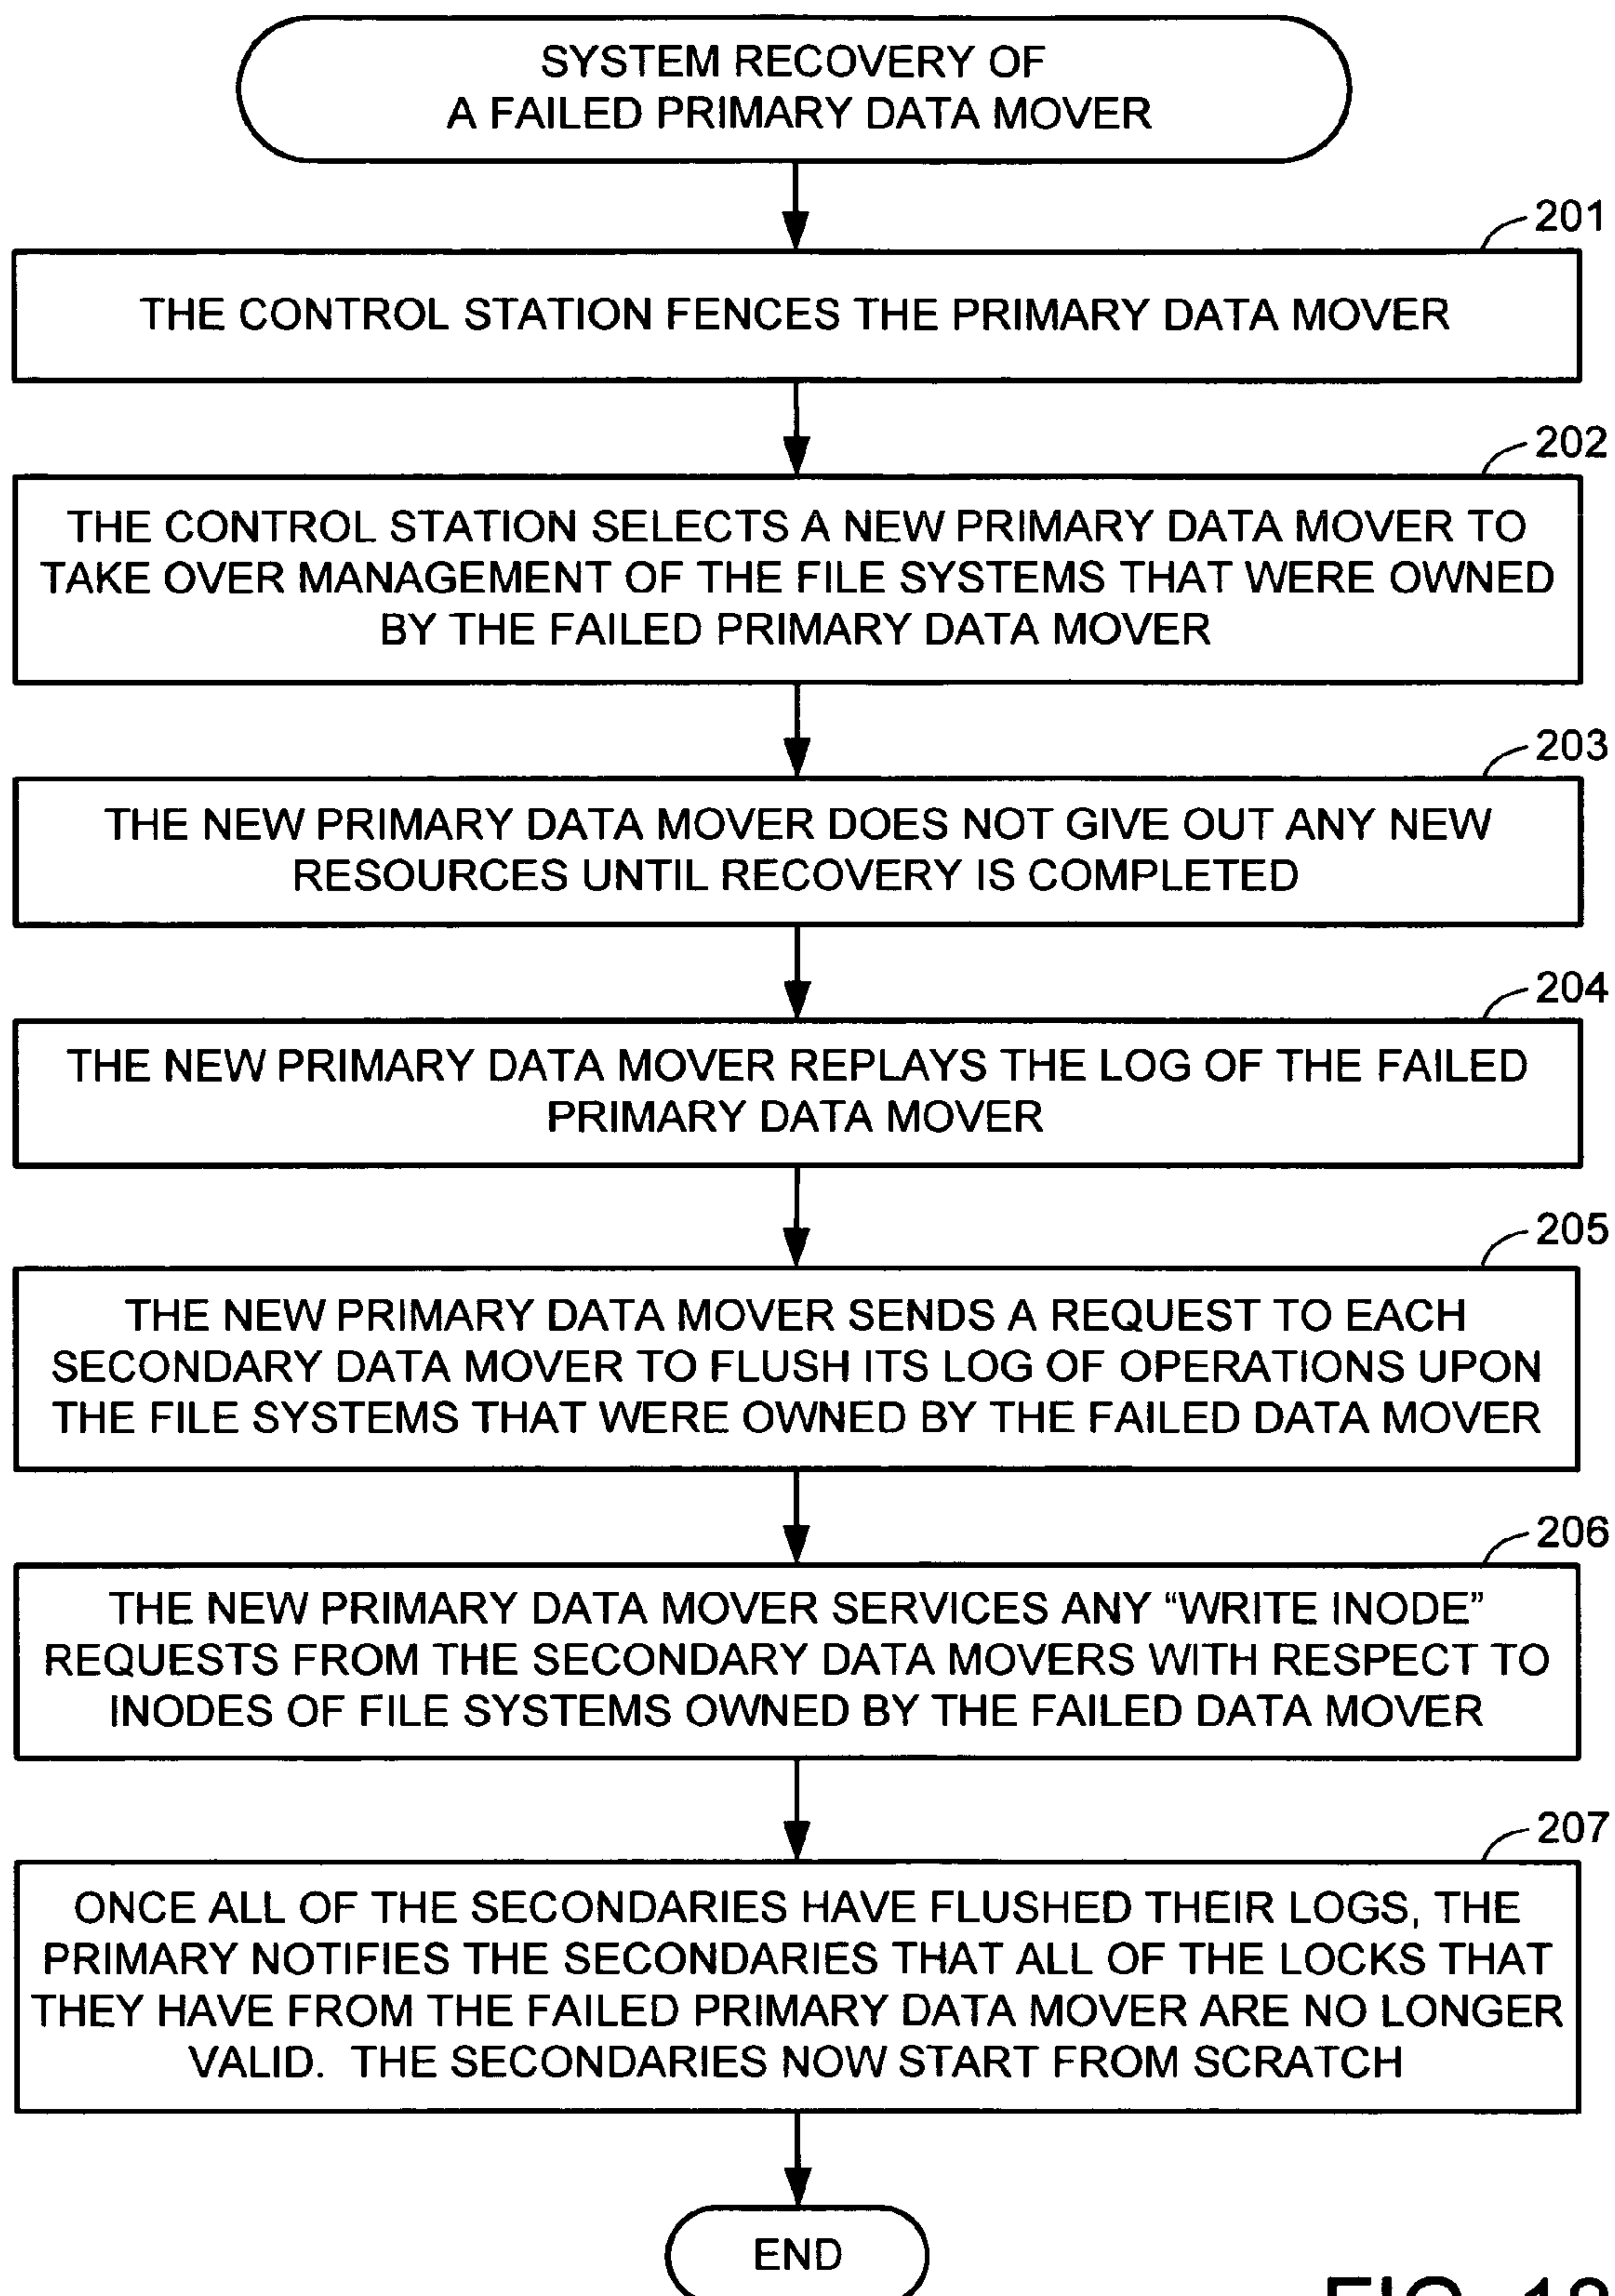 SYSTEM RECOVERY OF
A FAILED PRIMARY DATA MOVER
201
THE CONTROL STATION FENCES THE PRIMARY DATA MOVER
202
THE CONTROL STATION SELECTS A NEW PRIMARY DATA MOVER TO
TAKE OVER MANAGEMENT OF THE FILE SYSTEMS THAT WERE OWNED
BY THE FAILED PRIMARY DATA MOVER
203
THE NEW PRIMARY DATA MOVER DOES NOT GIVE OUT ANY NEW
RESOURCES UNTIL RECOVERY IS COMPLETED
204
THE NEW PRIMARY DATA MOVER REPLAYS THE LOG OF THE FAILED
PRIMARY DATA MOVER
205
THE NEW PRIMARY DATA MOVER SENDS A REQUEST TO EACH
SECONDARY DATA MOVER TO FLUSH ITS LOG OF OPERATIONS UPON
THE FILE SYSTEMS THAT WERE OWNED BY THE FAILED DATA MOVER
206
THE NEW PRIMARY DATA MOVER SERVICES ANY “WRITE INODE”
REQUESTS FROM THE SECONDARY DATA MOVERS WITH RESPECT TO
INODES OF FILE SYSTEMS OWNED BY THE FAILED DATA MOVER
207
ONCE ALL OF THE SECONDARIES HAVE FLUSHED THEIR LOGS, THE
PRIMARY NOTIFIES THE SECONDARIES THAT ALL OF THE LOCKS THAT
THEY HAVE FROM THE FAILED PRIMARY DATA MOVER ARE NO LONGER
VALID. THE SECONDARIES NOW START FROM SCRATCH
END